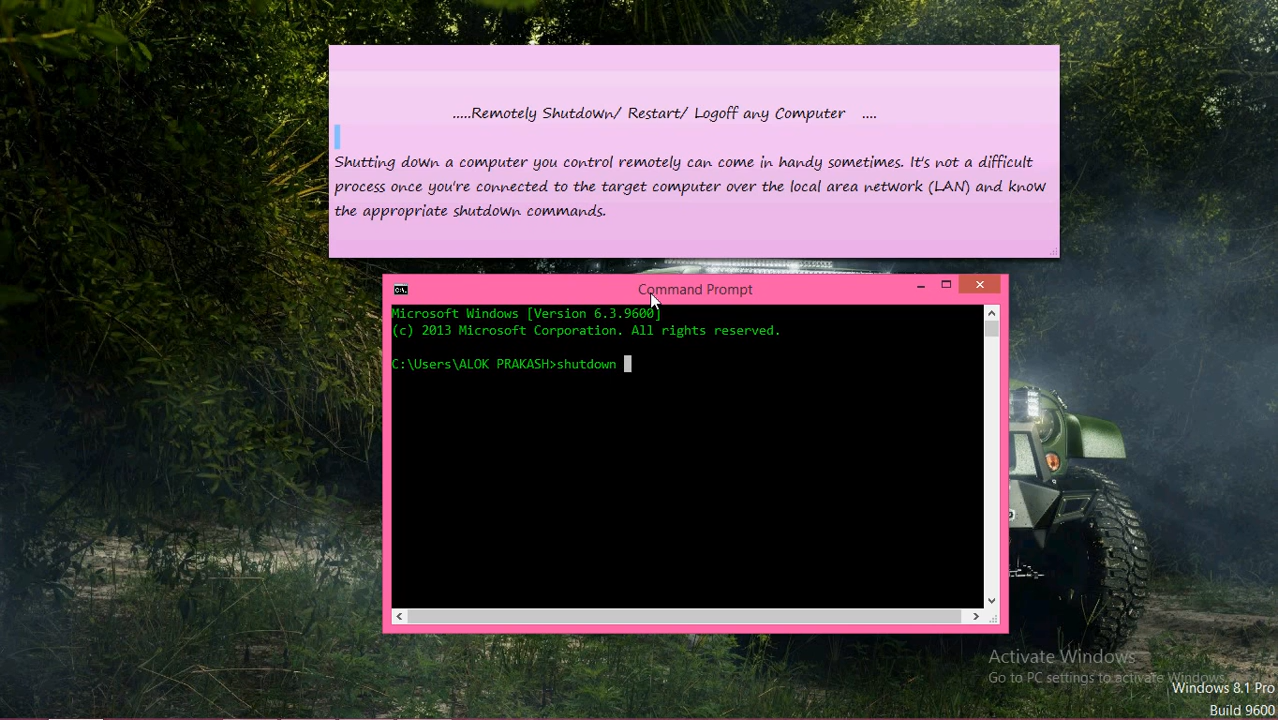 .....Remotely Shutdown/ Restart/ Logoff any Computer ....
Shutting down a computer you control remotely can come in handy sometimes. It's not a difficult
process once you're connected to the target computer over the local area network (LAN) and know
the appropriate shutdown commands.
Command Prompt
Microsoft Windows [Version 6.3.9600]
(c) 2013 Microsoft Corporation. All rights reserved.
C:\Users\ALOK PRAKASH>shutdown
Activate Windows
Go to PC settings to activate Windows.
Windows 8.1 Pro
Build 9600